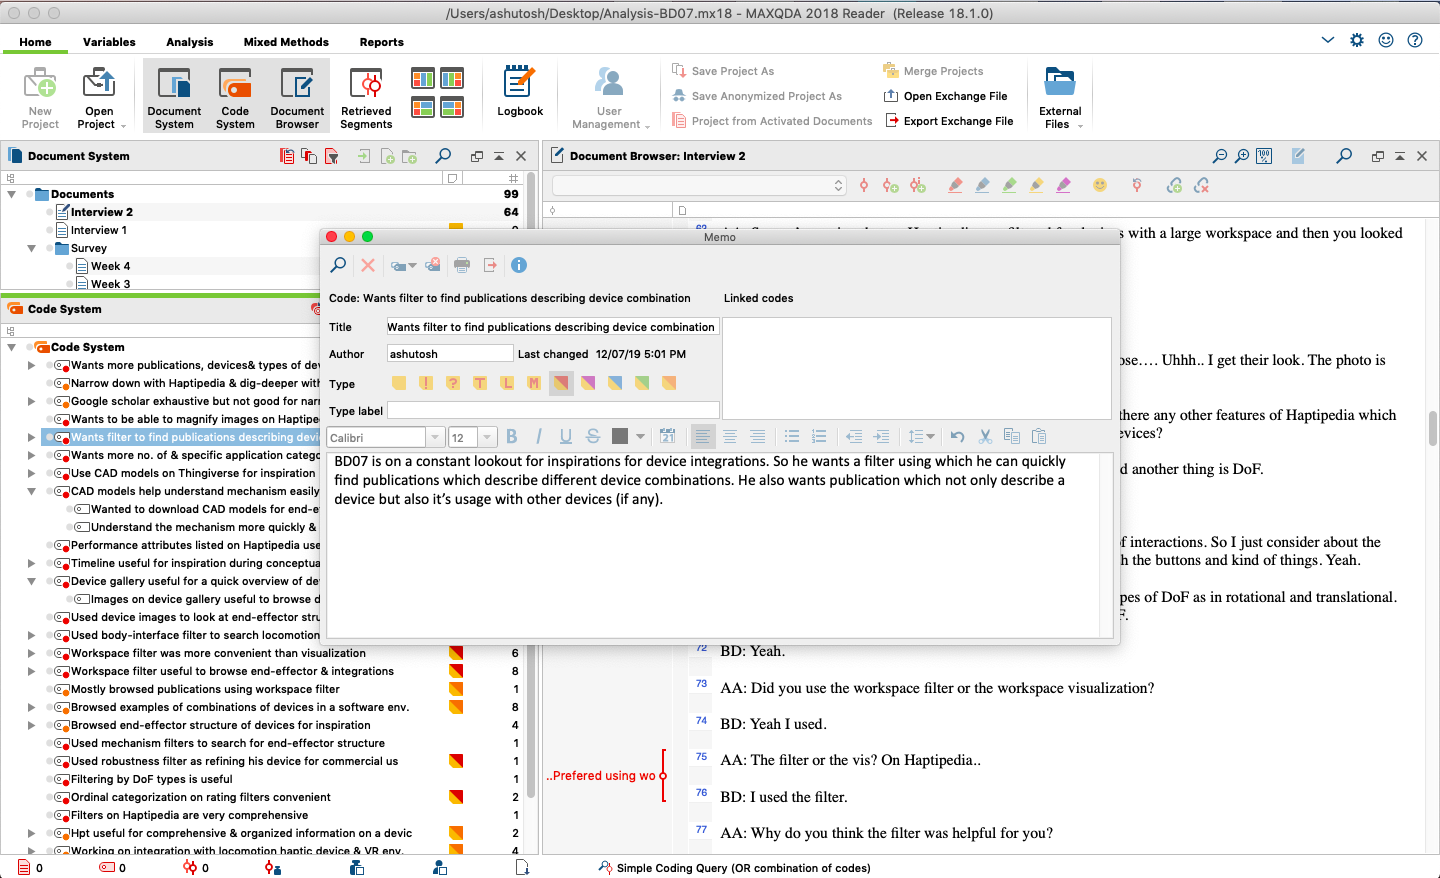 /Users/ashutosh/Desktop/Analysis-BD07.mx18 - MAXQDA 2018 Reader (Release 18.1.0)
Home Variables Analysis Mixed Methods Reports
New Project
Open Project
Document System
Code System
Document Browser
Retrieved Segments
Logbook
User Management
Save Project As
Save Anonymized Project As
Project from Activated Documents
Merge Projects
Open Exchange File
Export Exchange File
External Files
Document System
Documents 99
Interview 2 64
Interview 1
Survey
Week 4
Week 3
Code System
Code System
Wants more publications, devices& types of dev
Narrow down with Haptipedia & dig-deeper with
Google scholar exhaustive but not good for narr
Wants to be able to magnify images on Haptipe
Wants filter to find publications describing devi
Wants more no. of & specific application catego
Use CAD models on Thingiverse for inspiration
CAD models help understand mechanism easily
Wanted to download CAD models for end-e
Understand the mechanism more quickly &
Performance attributes listed on Haptipedia use
Timeline useful for inspiration during conceptua
Device gallery useful for a quick overview of de
Images on device gallery useful to browse d
Used device images to look at end-effector stru
Used body-interface filter to search locomotion
Workspace filter was more convenient than visualization 6
Workspace filter useful to browse end-effector & integrations 8
Mostly browsed publications using workspace filter 1
Browsed examples of combinations of devices in a software env. 8
Browsed end-effector structure of devices for inspiration 4
Used mechanism filters to search for end-effector structure 1
Used robustness filter as refining his device for commercial us 1
Filtering by DoF types is useful 1
Ordinal categorization on rating filters convenient 2
Filters on Haptipedia are very comprehensive 1
Hpt useful for comprehensive & organized information on a devic 2
Working on integration with locomotion haptic device & VR env. 4
Document Browser: Interview 2
100 %
with a large workspace and then you looked
ose.... Uhhh.. I get their look. The photo is
there any other features of Haptipedia which
evices?
d another thing is DoF.
f interactions. So I just consider about the
h the buttons and kind of things. Yeah.
pes of DoF as in rotational and translational.
F.
72 BD: Yeah.
73 AA: Did you use the workspace filter or the workspace visualization?
74 BD: Yeah I used.
75 AA: The filter or the vis? On Haptipedia..
..Prefered using wo
76 BD: I used the filter.
77 AA: Why do you think the filter was helpful for you?
Memo
Code: Wants filter to find publications describing device combination
Linked codes
Title Wants filter to find publications describing device combination
Author ashutosh Last changed 12/07/19 5:01 PM
Type ! ? T L M
Type label
Calibri 12 B I U S 21
BD07 is on a constant lookout for inspirations for device integrations. So he wants a filter using which he can quickly
find publications which describe different device combinations. He also wants publication which not only describe a
device but also it's usage with other devices (if any).
0 0 0
Simple Coding Query (OR combination of codes)